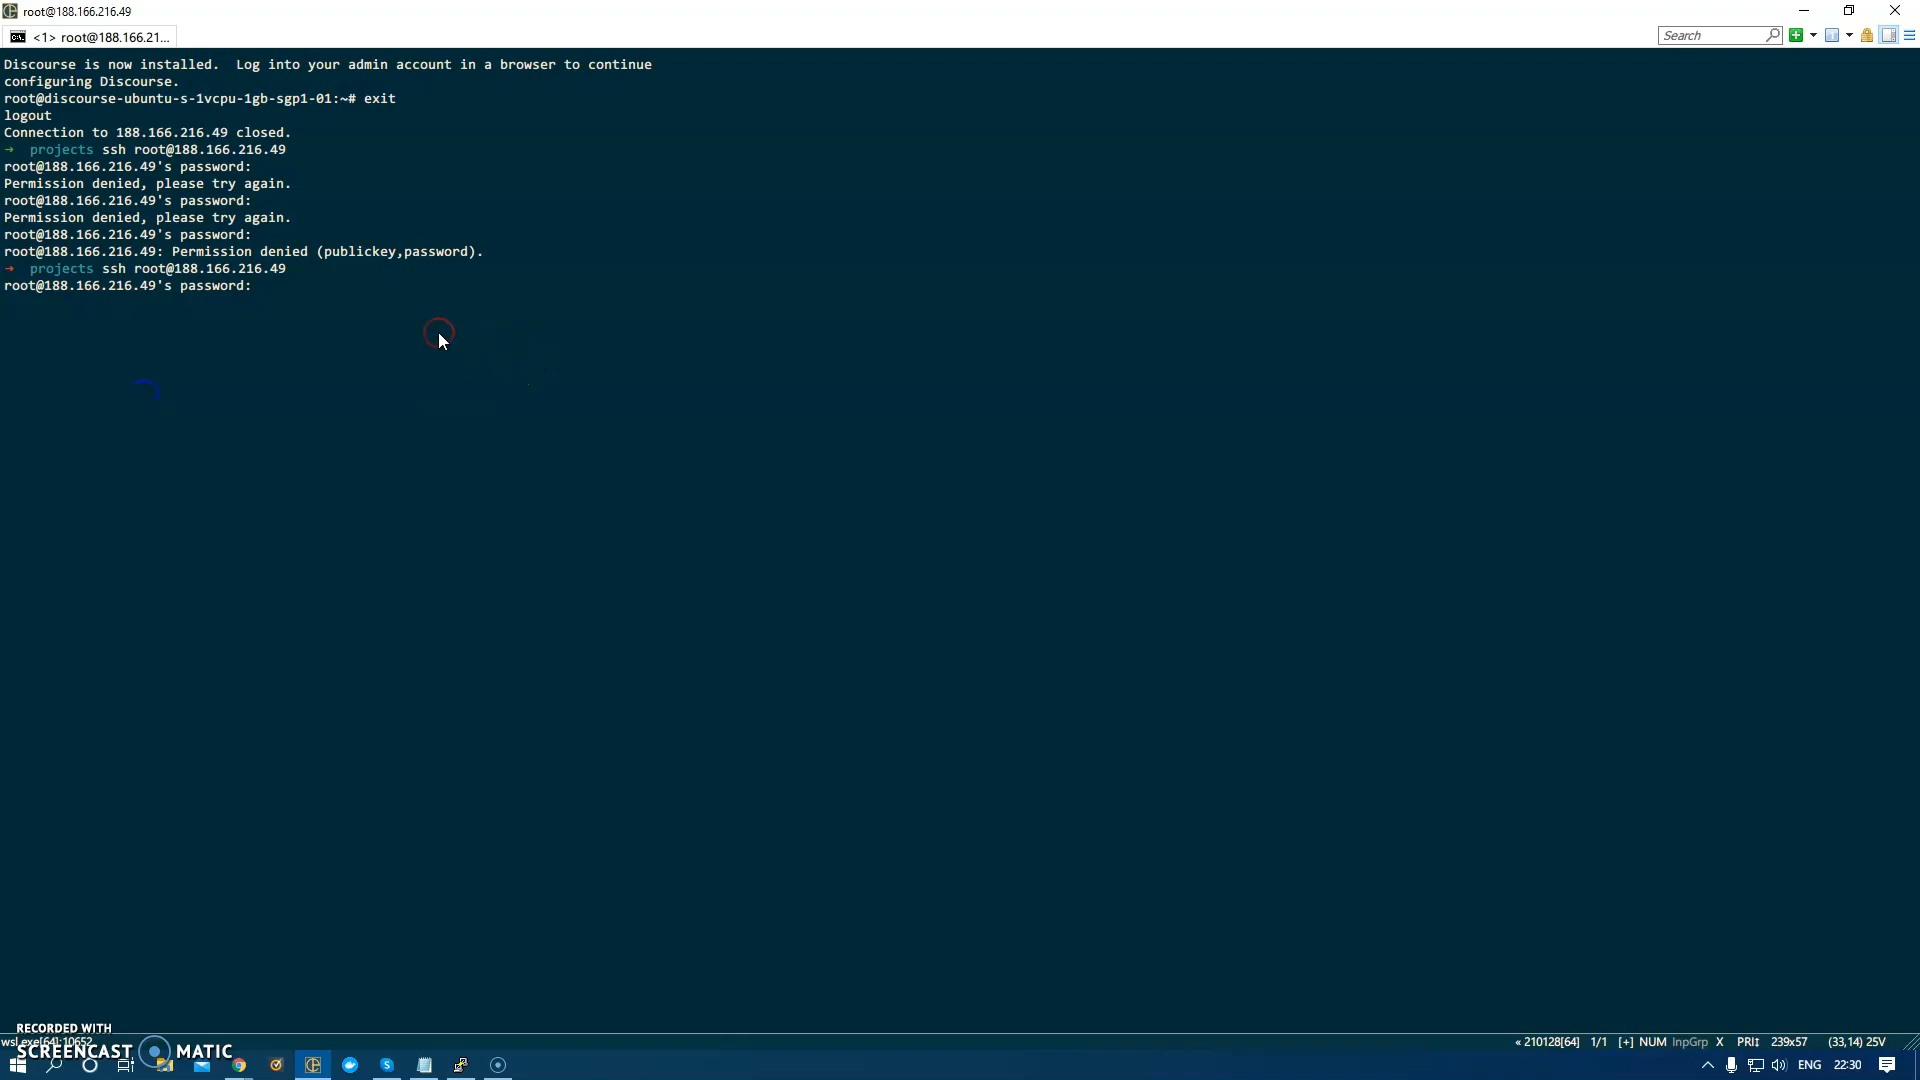 root@188.166.216.49
<1> root@188.166.21...
Search
Discourse is now installed.  Log into your admin account in a browser to continue
configuring Discourse.
root@discourse-ubuntu-s-1vcpu-1gb-sgp1-01:~# exit
logout
Connection to 188.166.216.49 closed.
→  projects ssh root@188.166.216.49
root@188.166.216.49's password:
Permission denied, please try again.
root@188.166.216.49's password:
Permission denied, please try again.
root@188.166.216.49's password:
root@188.166.216.49: Permission denied (publickey,password).
→  projects ssh root@188.166.216.49
root@188.166.216.49's password:
RECORDED WITH
wsl.exe[64]:10652
« 210128[64] 1/1 [+] NUM InpGrp X PRI↕ 239x57 (33,14) 25V
SCREENCAST MATIC
ENG 22:30